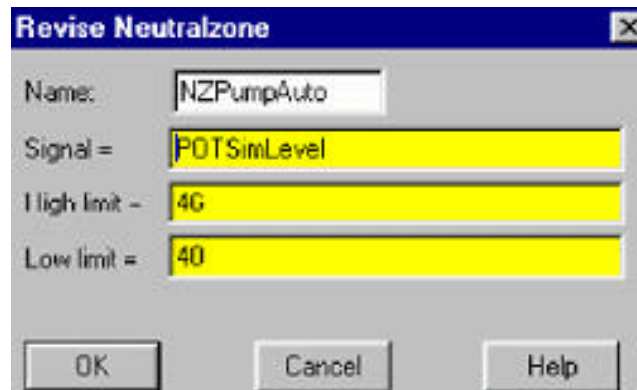 Revise Neutralzone
Name: NZPumpAuto
Signal = POTSimLevel
High limit = 46
Low limit = 40
OK Cancel Help